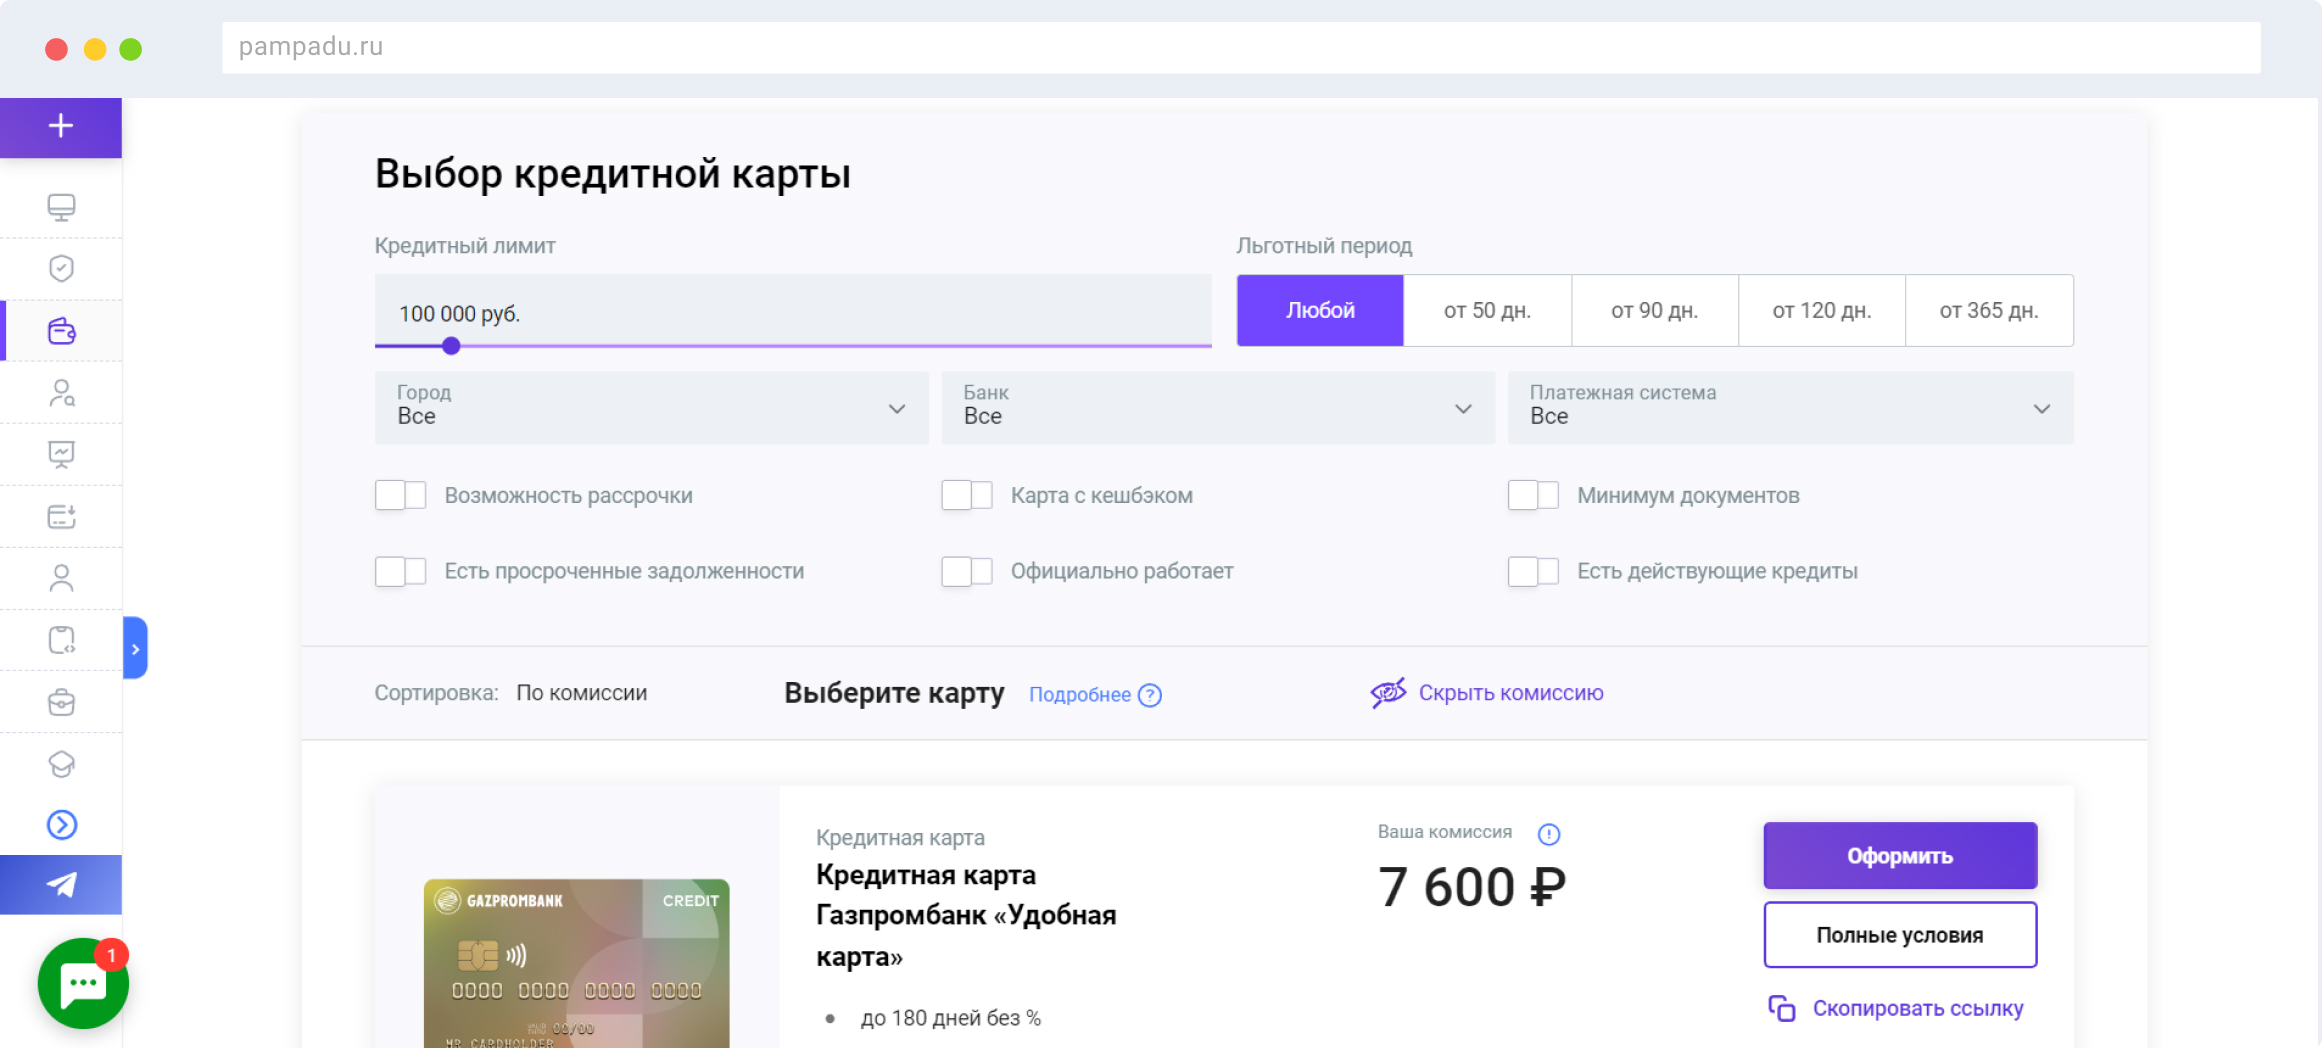 pampadu.ru
Выбор кредитной карты
Кредитный лимит
Льготный период
100 000 руб.
Любой
от 50 дн.
от 90 дн.
от 120 дн.
от 365 дн.
Город
Все
Банк
Все
Платежная система
Все
Возможность рассрочки
Карта с кешбэком
Минимум документов
Есть просроченные задолженности
Официально работает
Есть действующие кредиты
Сортировка: По комиссии
Выберите карту
Подробнее ?
Скрыть комиссию
Кредитная карта
Кредитная карта
Газпромбанк «Удобная
карта»
до 180 дней без %
Ваша комиссия
7 600 ₽
Оформить
Полные условия
Скопировать ссылку
GAZPROMBANK
CREDIT
0000 0000 0000 0000
00/00
MR CARDHOLDER
1